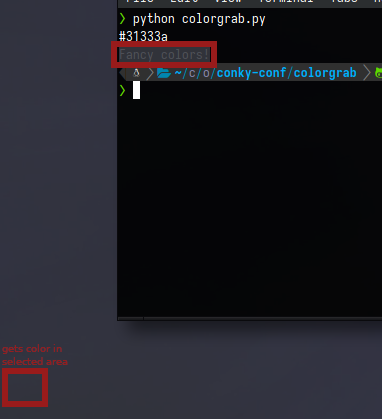 File Edit View Terminal Tabs
❯ python colorgrab.py
#31333a
Fancy colors!
~/c/o/conky-conf/colorgrab
❯
gets color in
selected area